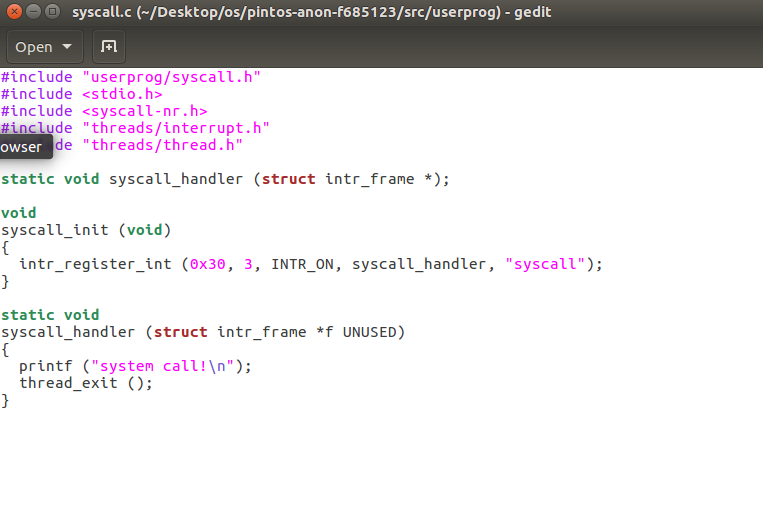 syscall.c (~/Desktop/os/pintos-anon-f685123/src/userprog) - gedit
Open
#include "userprog/syscall.h"
#include <stdio.h>
#include <syscall-nr.h>
#include "threads/interrupt.h"
owser
de "threads/thread.h"
static void syscall_handler (struct intr_frame *);
void
syscall_init (void)
{
  intr_register_int (0x30, 3, INTR_ON, syscall_handler, "syscall");
}
static void
syscall_handler (struct intr_frame *f UNUSED)
{
  printf ("system call!\n");
  thread_exit ();
}